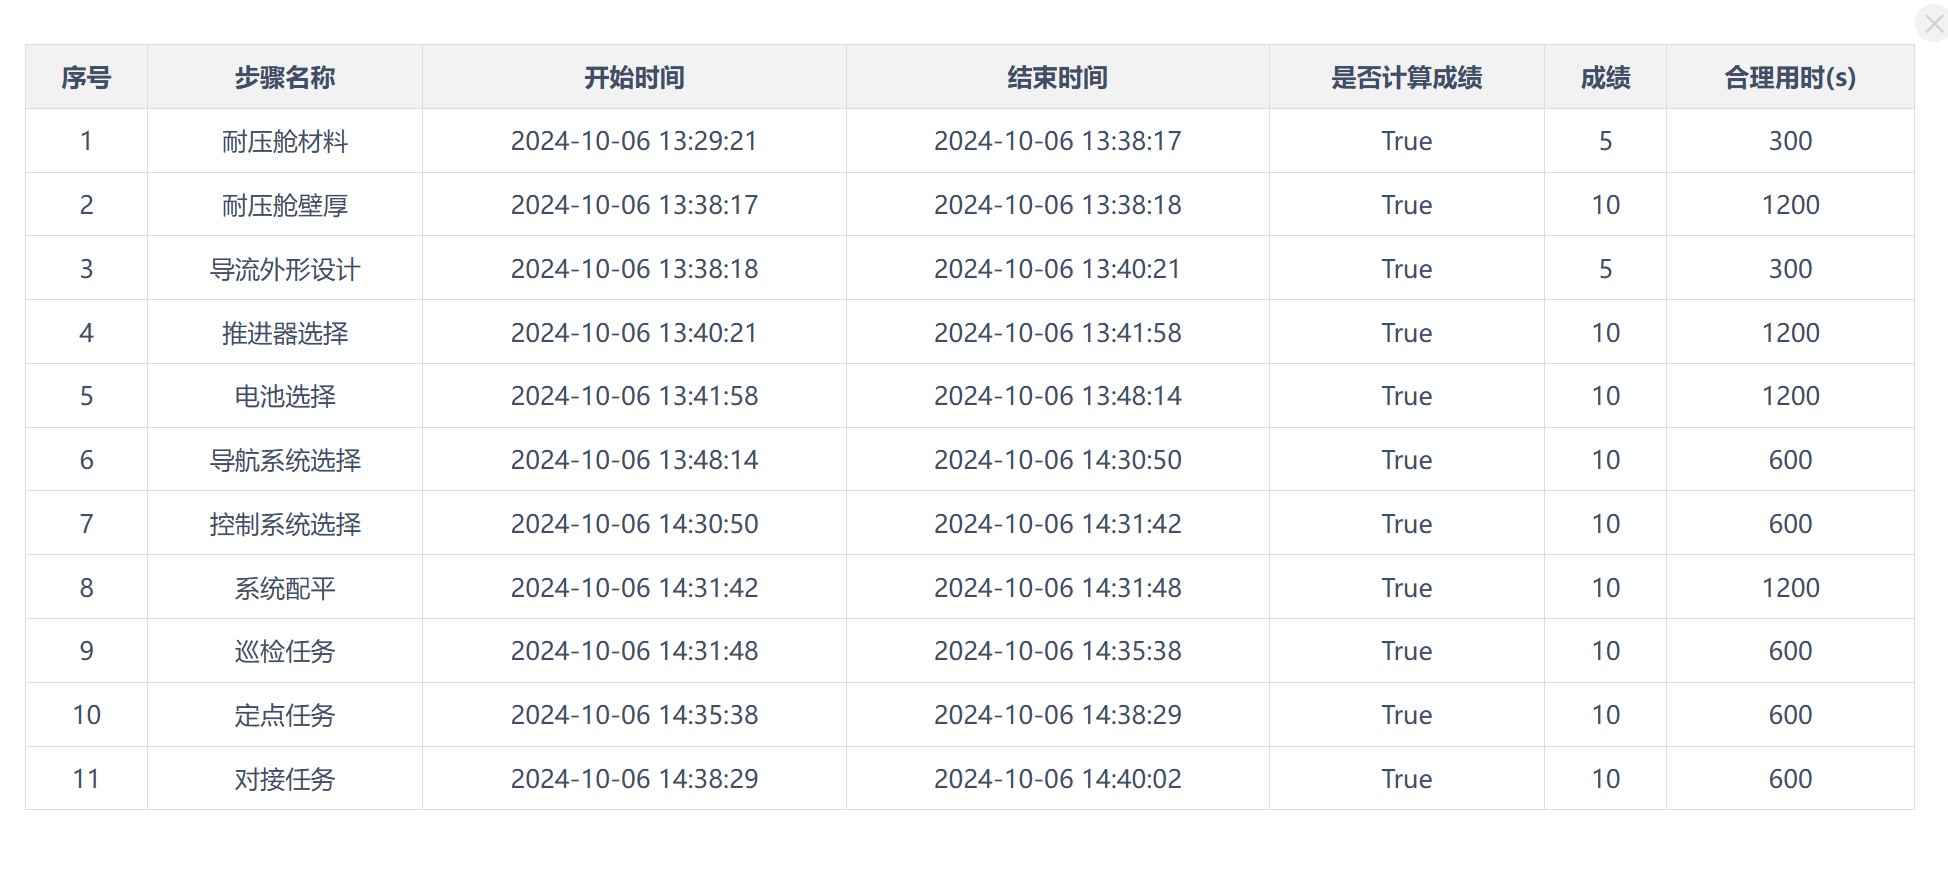 序号 步骤名称 开始时间 结束时间 是否计算成绩 成绩 合理用时(s)
1 耐压舱材料 2024-10-06 13:29:21 2024-10-06 13:38:17 True 5 300
2 耐压舱壁厚 2024-10-06 13:38:17 2024-10-06 13:38:18 True 10 1200
3 导流外形设计 2024-10-06 13:38:18 2024-10-06 13:40:21 True 5 300
4 推进器选择 2024-10-06 13:40:21 2024-10-06 13:41:58 True 10 1200
5 电池选择 2024-10-06 13:41:58 2024-10-06 13:48:14 True 10 1200
6 导航系统选择 2024-10-06 13:48:14 2024-10-06 14:30:50 True 10 600
7 控制系统选择 2024-10-06 14:30:50 2024-10-06 14:31:42 True 10 600
8 系统配平 2024-10-06 14:31:42 2024-10-06 14:31:48 True 10 1200
9 巡检任务 2024-10-06 14:31:48 2024-10-06 14:35:38 True 10 600
10 定点任务 2024-10-06 14:35:38 2024-10-06 14:38:29 True 10 600
11 对接任务 2024-10-06 14:38:29 2024-10-06 14:40:02 True 10 600